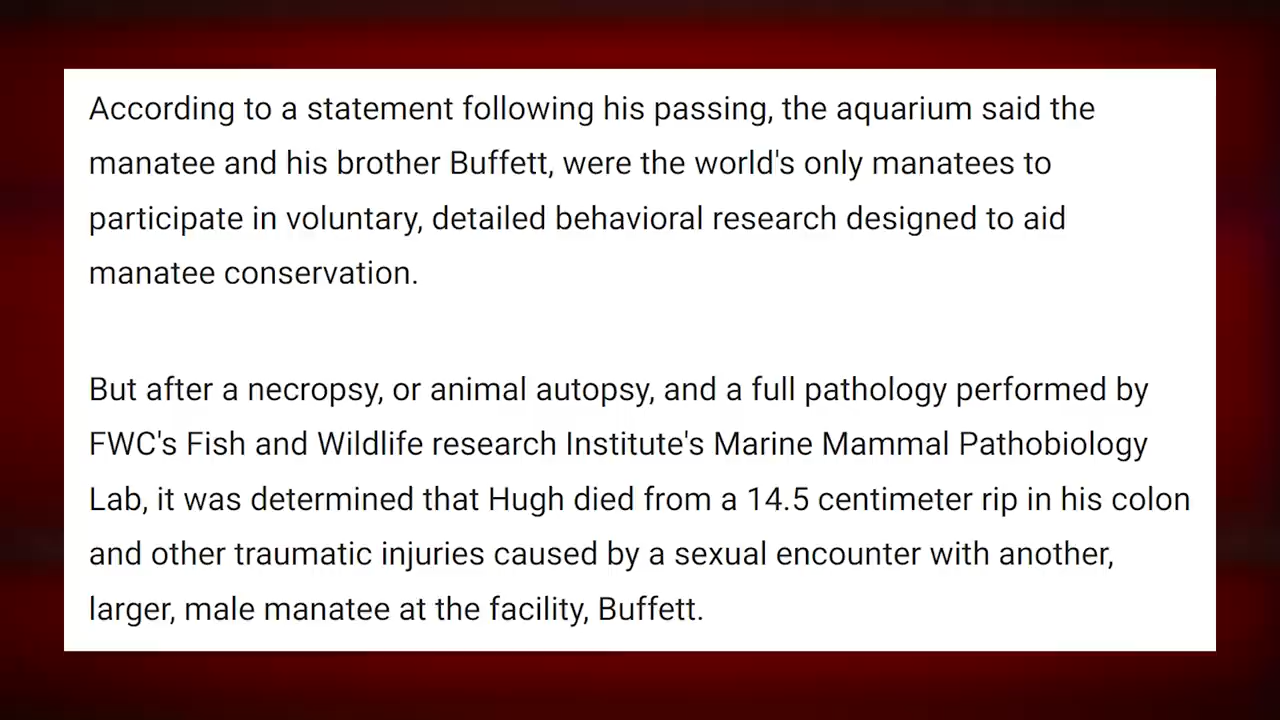 According to a statement following his passing, the aquarium said the
manatee and his brother Buffett, were the world's only manatees to
participate in voluntary, detailed behavioral research designed to aid
manatee conservation.
But after a necropsy, or animal autopsy, and a full pathology performed by
FWC's Fish and Wildlife research Institute's Marine Mammal Pathobiology
Lab, it was determined that Hugh died from a 14.5 centimeter rip in his colon
and other traumatic injuries caused by a sexual encounter with another,
larger, male manatee at the facility, Buffett.